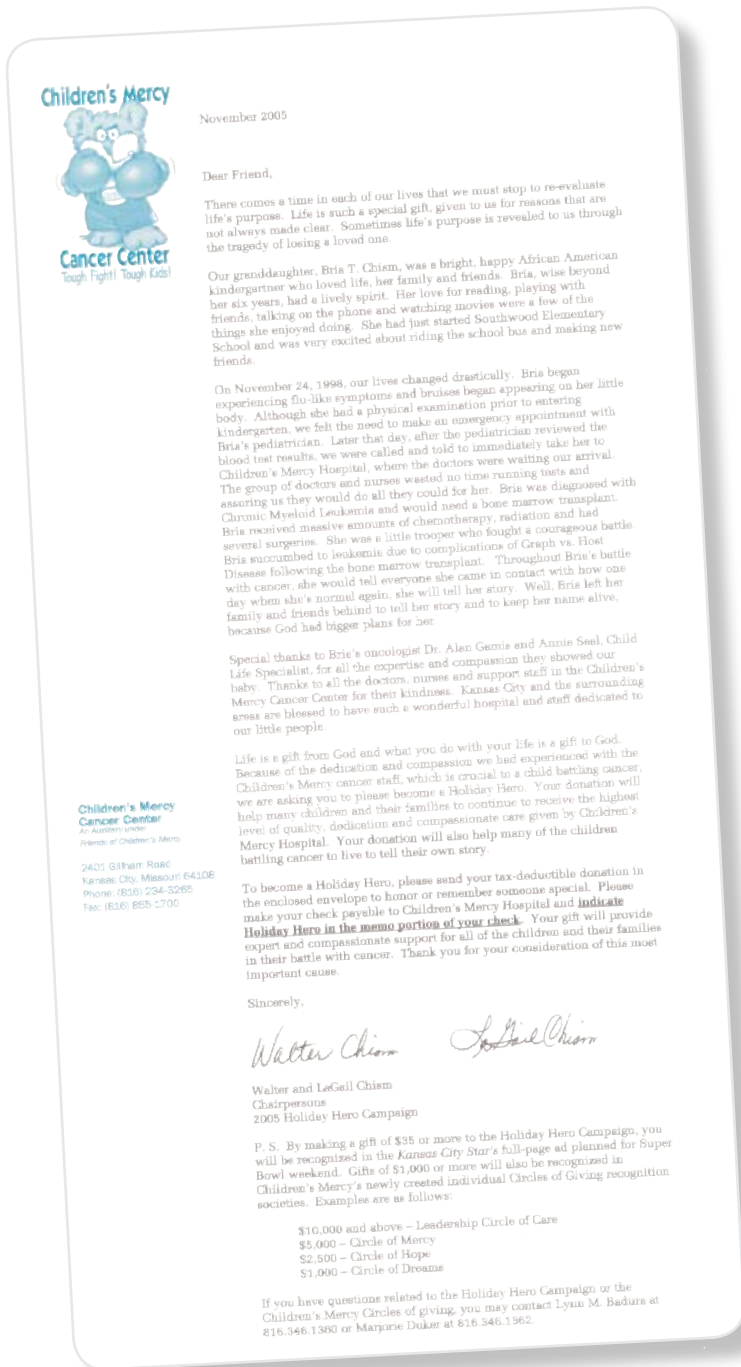 Children's Mercy
Cancer Center
Tough Fight! Tough Kids!
November 2005
Dear Friend,
There comes a time in each of our lives that we must stop to re-evaluate
life's purpose. Life is such a special gift, given to us for reasons that are
not always made clear. Sometimes life's purpose is revealed to us through
the tragedy of losing a loved one.
Our granddaughter, Bria T. Chism, was a bright, happy African American
kindergartner who loved life, her family and friends. Bria, wise beyond
her six years, had a lively spirit. Her love for reading, playing with
friends, talking on the phone and watching movies were a few of the
things she enjoyed doing. She had just started Southwood Elementary
School and was very excited about riding the school bus and making new
friends.
On November 24, 1998, our lives changed drastically. Bria began
experiencing flu-like symptoms and bruises began appearing on her little
body. Although she had a physical examination prior to entering
kindergarten, we felt the need to make an emergency appointment with
Bria's pediatrician. Later that day, after the pediatrician reviewed the
blood test results, we were called and told to immediately take her to
Children's Mercy Hospital, where the doctors were waiting our arrival.
The group of doctors and nurses wasted no time running tests and
assuring us they would do all they could for her. Bria was diagnosed with
Chronic Myeloid Leukemia and would need a bone marrow transplant.
Bria received massive amounts of chemotherapy, radiation and had
several surgeries. She was a little trooper who fought a courageous battle.
Bria succumbed to leukemia due to complications of Graph vs. Host
Disease following the bone marrow transplant. Throughout Bria's battle
with cancer, she would tell everyone she came in contact with how one
day when she's normal again, she will tell her story. Well, Bria left her
family and friends behind to tell her story and to keep her name alive,
because God had bigger plans for her.
Special thanks to Bria's oncologist Dr. Alan Gamis and Annie Seal, Child
Life Specialist, for all the expertise and compassion they showed our
baby. Thanks to all the doctors, nurses and support staff in the Children's
Mercy Cancer Center for their kindness. Kansas City and the surrounding
areas are blessed to have such a wonderful hospital and staff dedicated to
our little people.
Life is a gift from God and what you do with your life is a gift to God.
Because of the dedication and compassion we had experienced with the
Children's Mercy cancer staff, which is crucial to a child battling cancer,
we are asking you to please become a Holiday Hero. Your donation will
help many children and their families to continue to receive the highest
level of quality, dedication and compassionate care given by Children's
Mercy Hospital. Your donation will also help many of the children
battling cancer to live to tell their own story.
Children's Mercy
Cancer Center
An Auxiliary under
Friends of Children's Mercy
2401 Gillham Road
Kansas City, Missouri 64108
Phone: (816) 234-3265
Fax: (816) 855-1700
To become a Holiday Hero, please send your tax-deductible donation in
the enclosed envelope to honor or remember someone special. Please
make your check payable to Children's Mercy Hospital and indicate
Holiday Hero in the memo portion of your check. Your gift will provide
expert and compassionate support for all of the children and their families
in their battle with cancer. Thank you for your consideration of this most
important cause.
Sincerely,
Walter Chism LaGail Chism
Walter and LaGail Chism
Chairpersons
2005 Holiday Hero Campaign
P. S. By making a gift of $35 or more to the Holiday Hero Campaign, you
will be recognized in the Kansas City Star's full-page ad planned for Super
Bowl weekend. Gifts of $1,000 or more will also be recognized in
Children's Mercy's newly created individual Circles of Giving recognition
societies. Examples are as follows:
$10,000 and above – Leadership Circle of Care
$5,000 – Circle of Mercy
$2,500 – Circle of Hope
$1,000 – Circle of Dreams
If you have questions related to the Holiday Hero Campaign or the
Children's Mercy Circles of giving, you may contact Lynn M. Badura at
816.346.1360 or Marjorie Duker at 816.346.1362.